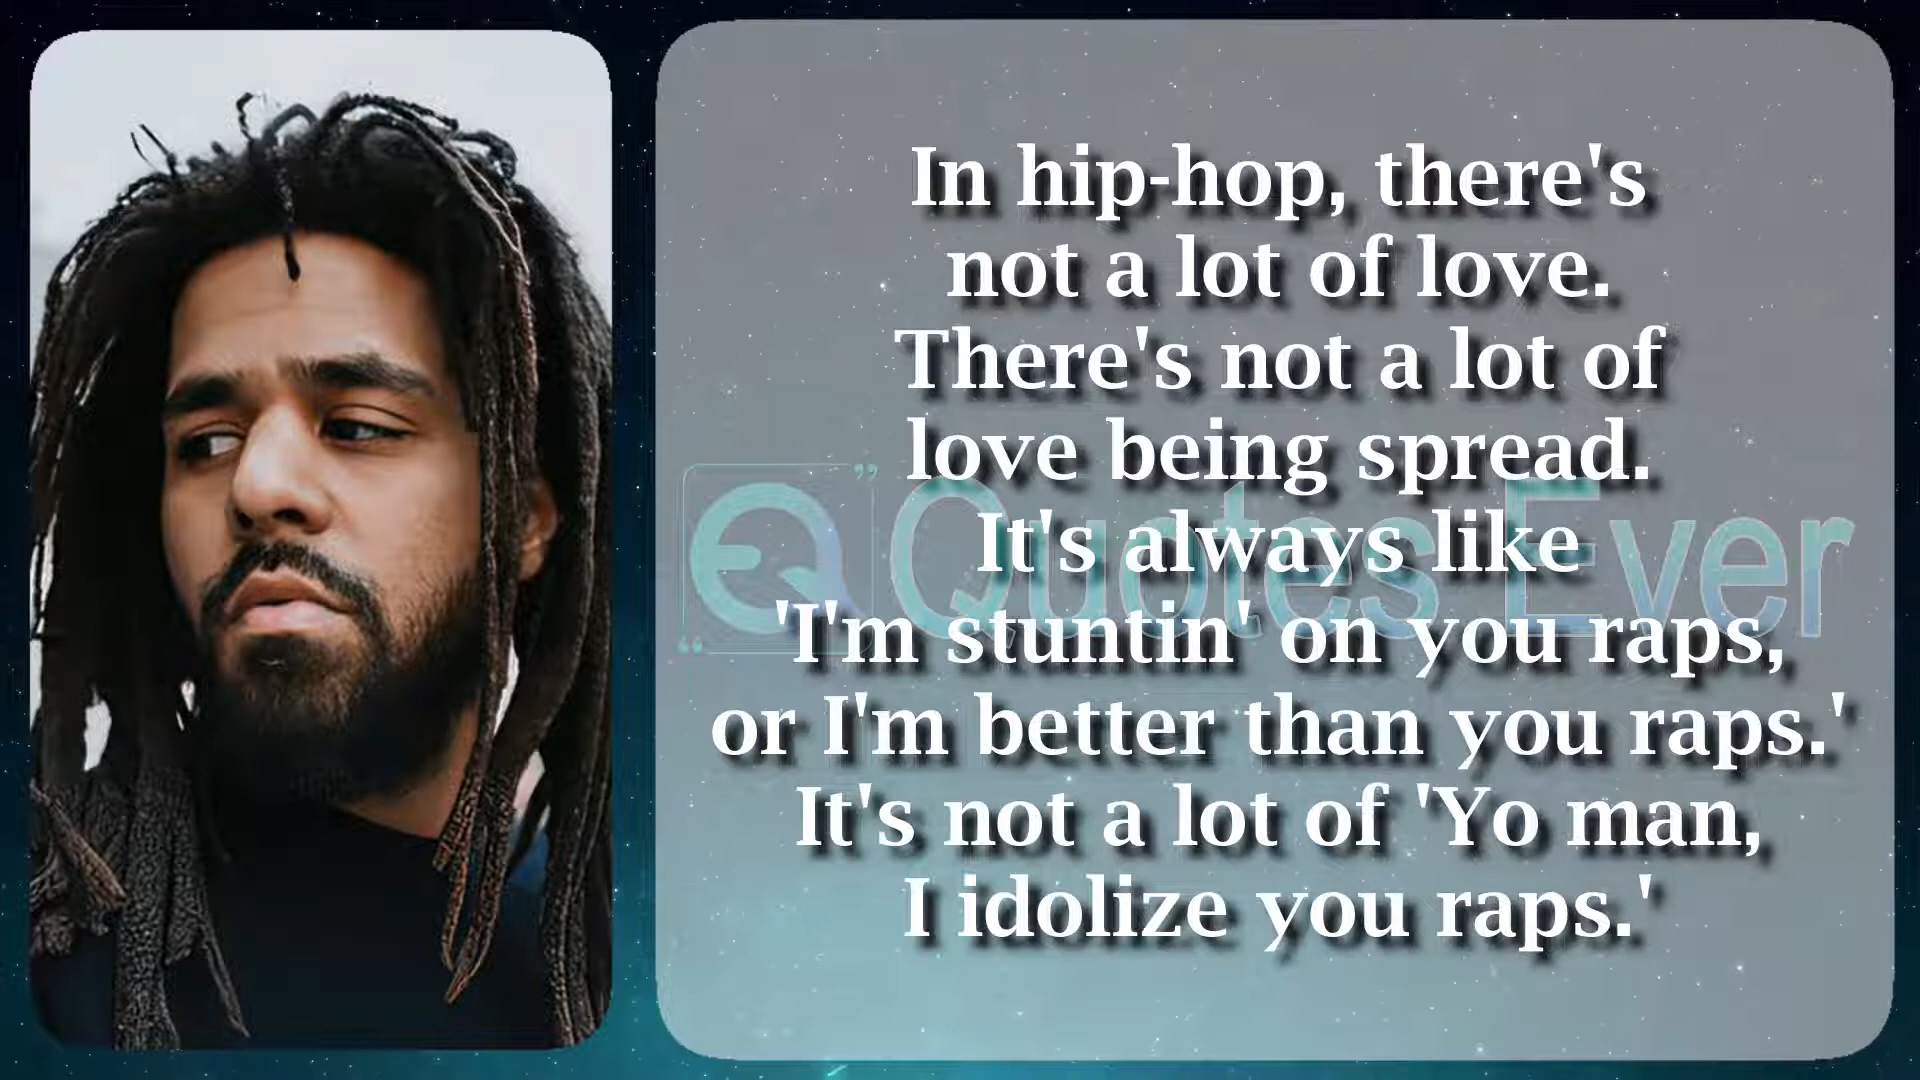 In hip-hop, there's
not a lot of love.
There's not a lot of
love being spread.
It's always like
'I'm stuntin' on you raps,
or I'm better than you raps.'
It's not a lot of 'Yo man,
I idolize you raps.'
EQ Quotes Ever